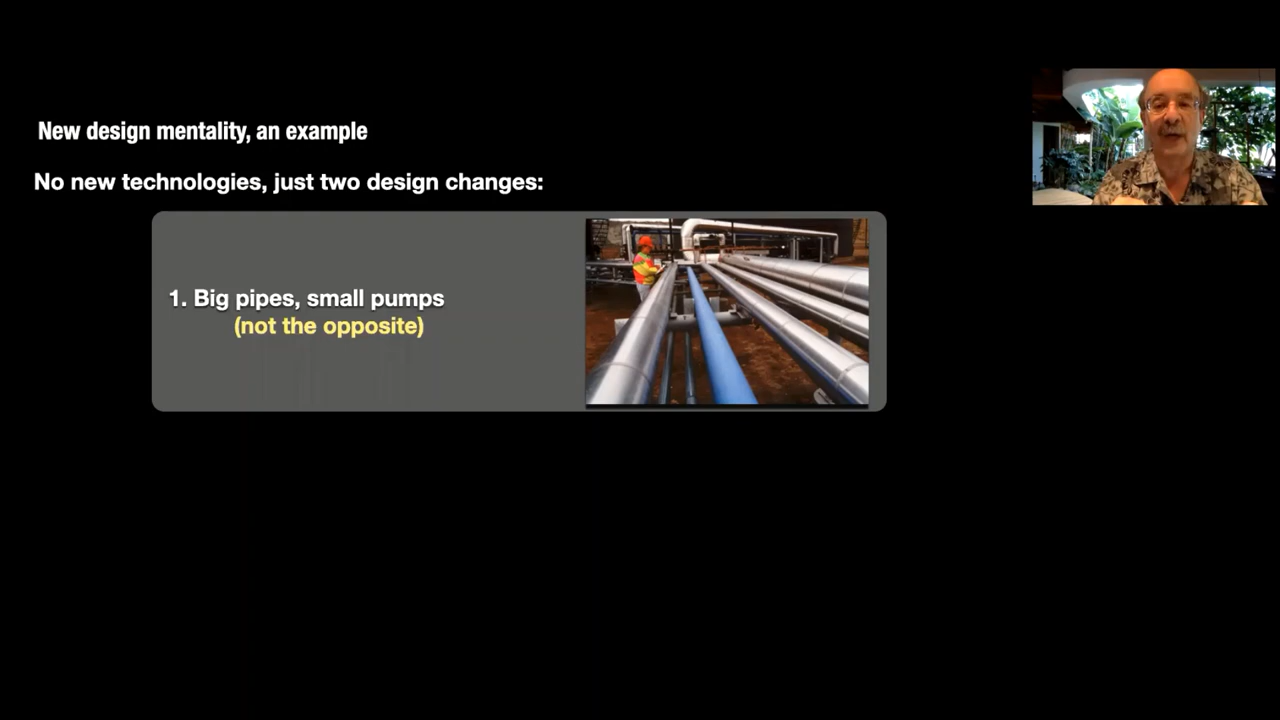 New design mentality, an example
No new technologies, just two design changes:
1. Big pipes, small pumps
(not the opposite)